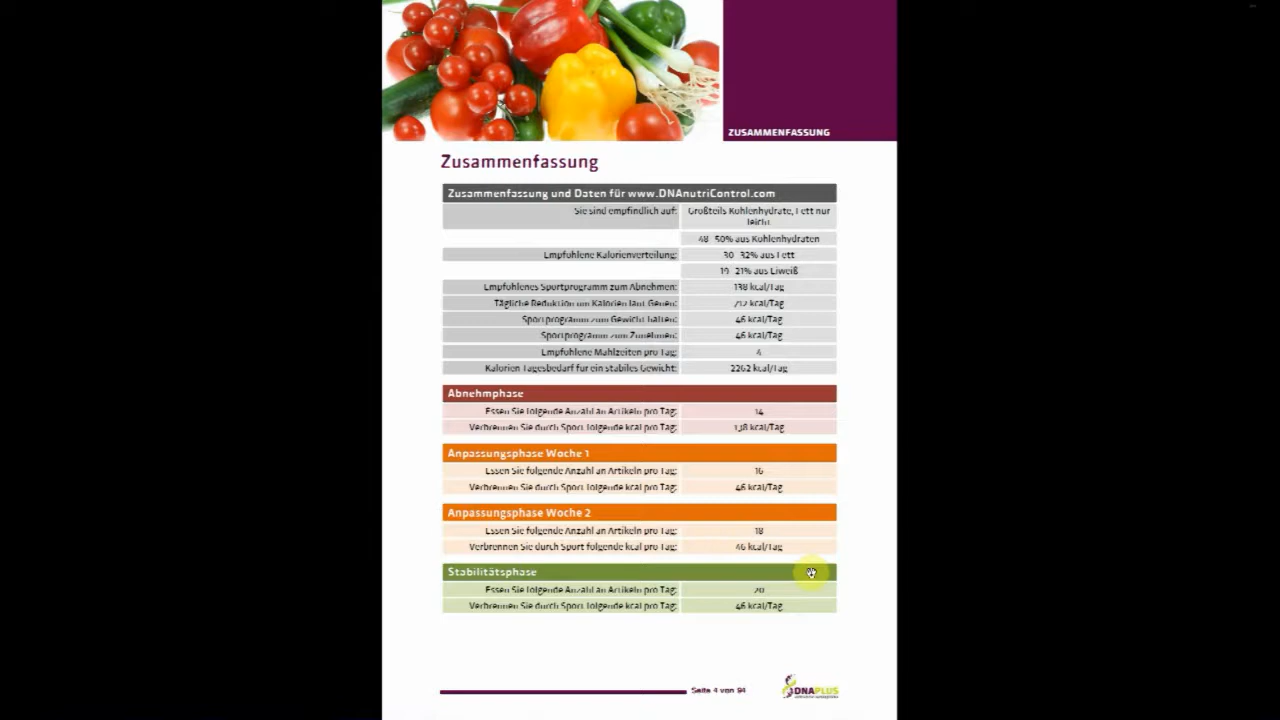 ZUSAMMENFASSUNG
Zusammenfassung
Zusammenfassung und Daten für www.DNAnutriControl.com
Sie sind empfindlich auf: Großteils Kohlenhydrate, Fett nur
leicht
48-50% aus Kohlenhydraten
Empfohlene Kalorienverteilung: 30-32% aus Fett
19-21% aus Eiweiß
Empfohlenes Sportprogramm zum Abnehmen: 138 kcal/Tag
Tägliche Reduktion um Kalorien laut Genen: 712 kcal/Tag
Sportprogramm zum Gewicht halten: 46 kcal/Tag
Sportprogramm zum Zunehmen: 46 kcal/Tag
Empfohlene Mahlzeiten pro Tag: 4
Kalorien Tagesbedarf für ein stabiles Gewicht: 2262 kcal/Tag
Abnehmphase
Essen Sie folgende Anzahl an Artikeln pro Tag: 14
Verbrennen Sie durch Sport folgende kcal pro Tag: 138 kcal/Tag
Anpassungsphase Woche 1
Essen Sie folgende Anzahl an Artikeln pro Tag: 16
Verbrennen Sie durch Sport folgende kcal pro Tag: 46 kcal/Tag
Anpassungsphase Woche 2
Essen Sie folgende Anzahl an Artikeln pro Tag: 18
Verbrennen Sie durch Sport folgende kcal pro Tag: 46 kcal/Tag
Stabilitätsphase
Essen Sie folgende Anzahl an Artikeln pro Tag: 20
Verbrennen Sie durch Sport folgende kcal pro Tag: 46 kcal/Tag
Seite 4 von 94
DNAPLUS